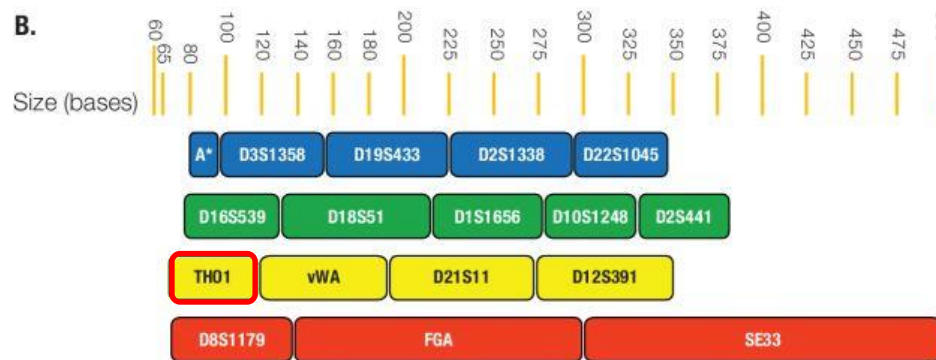 B.
Size (bases)
60 65 80 100 120 140 160 180 200 225 250 275 300 325 350 375 400 425 450 475
A* D3S1358 D19S433 D2S1338 D22S1045
D16S539 D18S51 D1S1656 D10S1248 D2S441
TH01 vWA D21S11 D12S391
D8S1179 FGA SE33